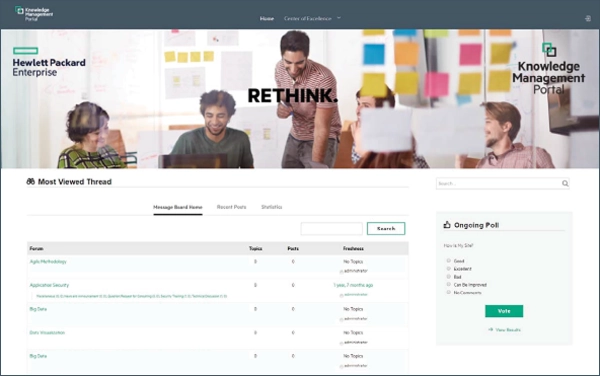 Knowledge
Management
Portal
Home
Center of Excellence
Hewlett Packard
Enterprise
RETHINK.
Knowledge
Management
Portal
Most Viewed Thread
Search...
Message Board Home
Recent Posts
Statistics
Search
Ongoing Poll
How Is My Site?
Good
Excellent
Bad
Can Be Improved
No Comments
Vote
View Results
Forum Topics Posts Freshness
Agile Methodology 0 0 No Topics
administrator
Application Security 0 0 1 year, 7 months ago
administrator
Big Data 0 0 No Topics
administrator
Data Visualization 0 0 No Topics
administrator
Big Data 0 0 No Topics
administrator